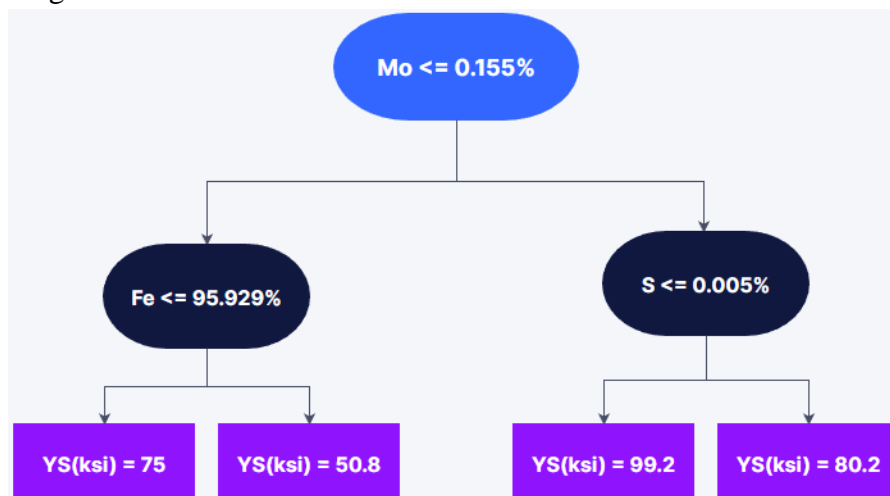 Mo <= 0.155%
Fe <= 95.929%
S <= 0.005%
YS(ksi) = 75
YS(ksi) = 50.8
YS(ksi) = 99.2
YS(ksi) = 80.2